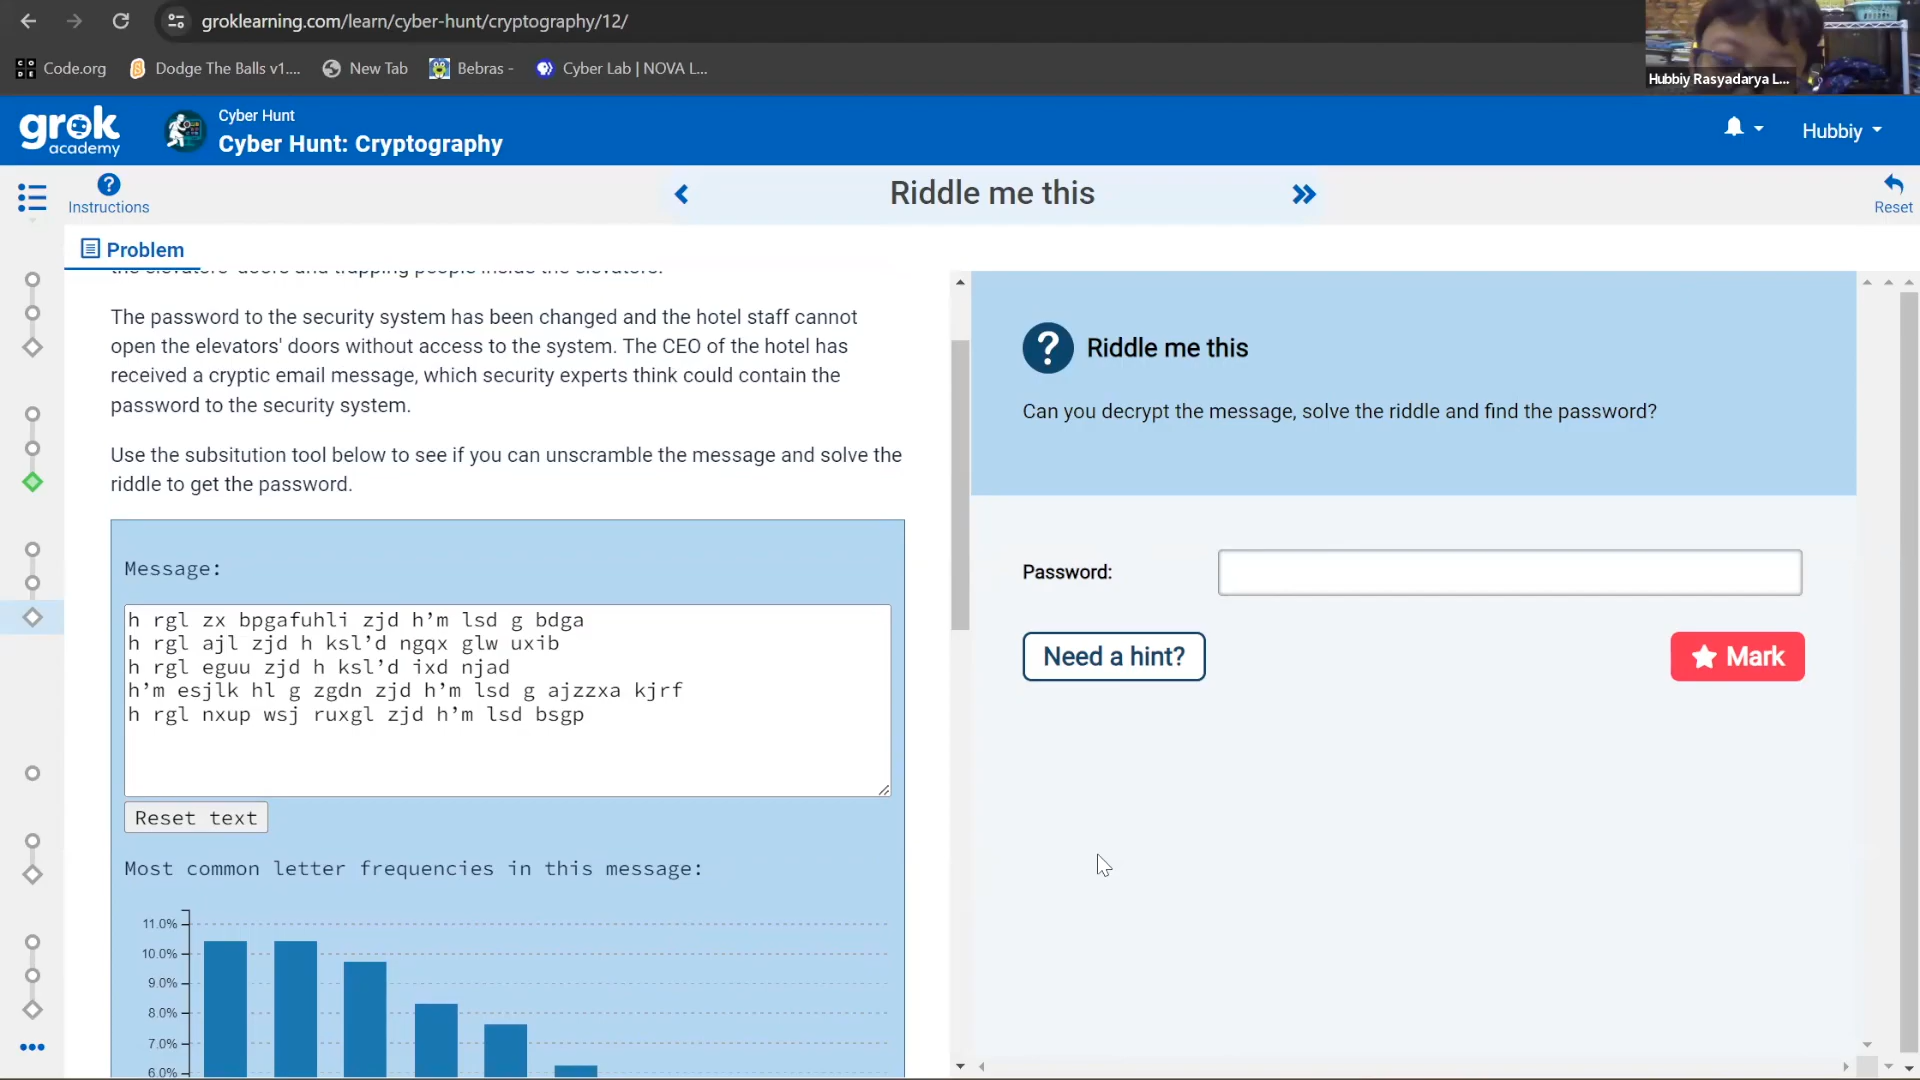 groklearning.com/learn/cyber-hunt/cryptography/12/
Code.org
Dodge The Balls v1....
New Tab
Bebras -
Cyber Lab | NOVA L...
Hubbiy Rasyadarya L...
grok
academy
Cyber Hunt
Cyber Hunt: Cryptography
Hubbiy
Instructions
Riddle me this
Reset
Problem
the elevators' doors and trapping people inside the elevators.
The password to the security system has been changed and the hotel staff cannot
open the elevators' doors without access to the system. The CEO of the hotel has
received a cryptic email message, which security experts think could contain the
password to the security system.
Use the subsitution tool below to see if you can unscramble the message and solve the
riddle to get the password.
Message:
h rgl zx bpgafuhli zjd h’m lsd g bdga
h rgl ajl zjd h ksl’d ngqx glw uxib
h rgl eguu zjd h ksl’d ixd njad
h’m esjlk hl g zgdn zjd h’m lsd g ajzzxa kjrf
h rgl nxup wsj ruxgl zjd h’m lsd bsgp
Reset text
Most common letter frequencies in this message:
11.0%
10.0%
9.0%
8.0%
7.0%
6.0%
? Riddle me this
Can you decrypt the message, solve the riddle and find the password?
Password:
Need a hint?
Mark